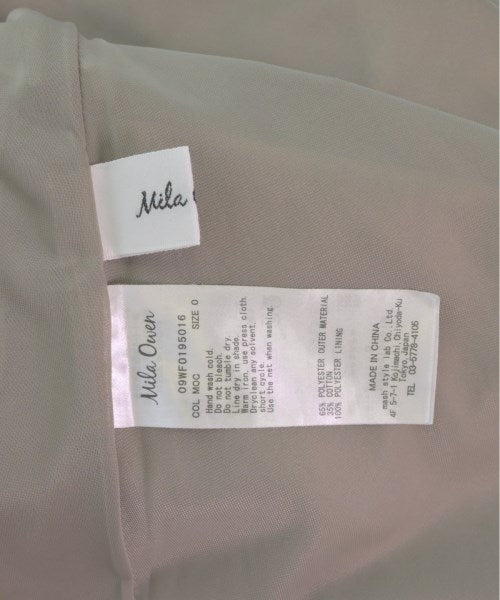 Mila
Mila Owen
09WF0195016
COL MOC SIZE 0
Hand wash cold.
Do not bleach.
Do not tumble dry.
Line dry in shade.
Warm iron, use press cloth
Dryclean any solvent,
short cycle.
Use the net when washing
65% POLYESTER OUTER MATERIAL
35% COTTON
100% POLYESTER LINING
MADE IN CHINA
mash style lab Co., Ltd.
4F 5-7-1 Kojimachi, Chiyoda-Ku
Tokyo Japan
TEL 03-5778-4105